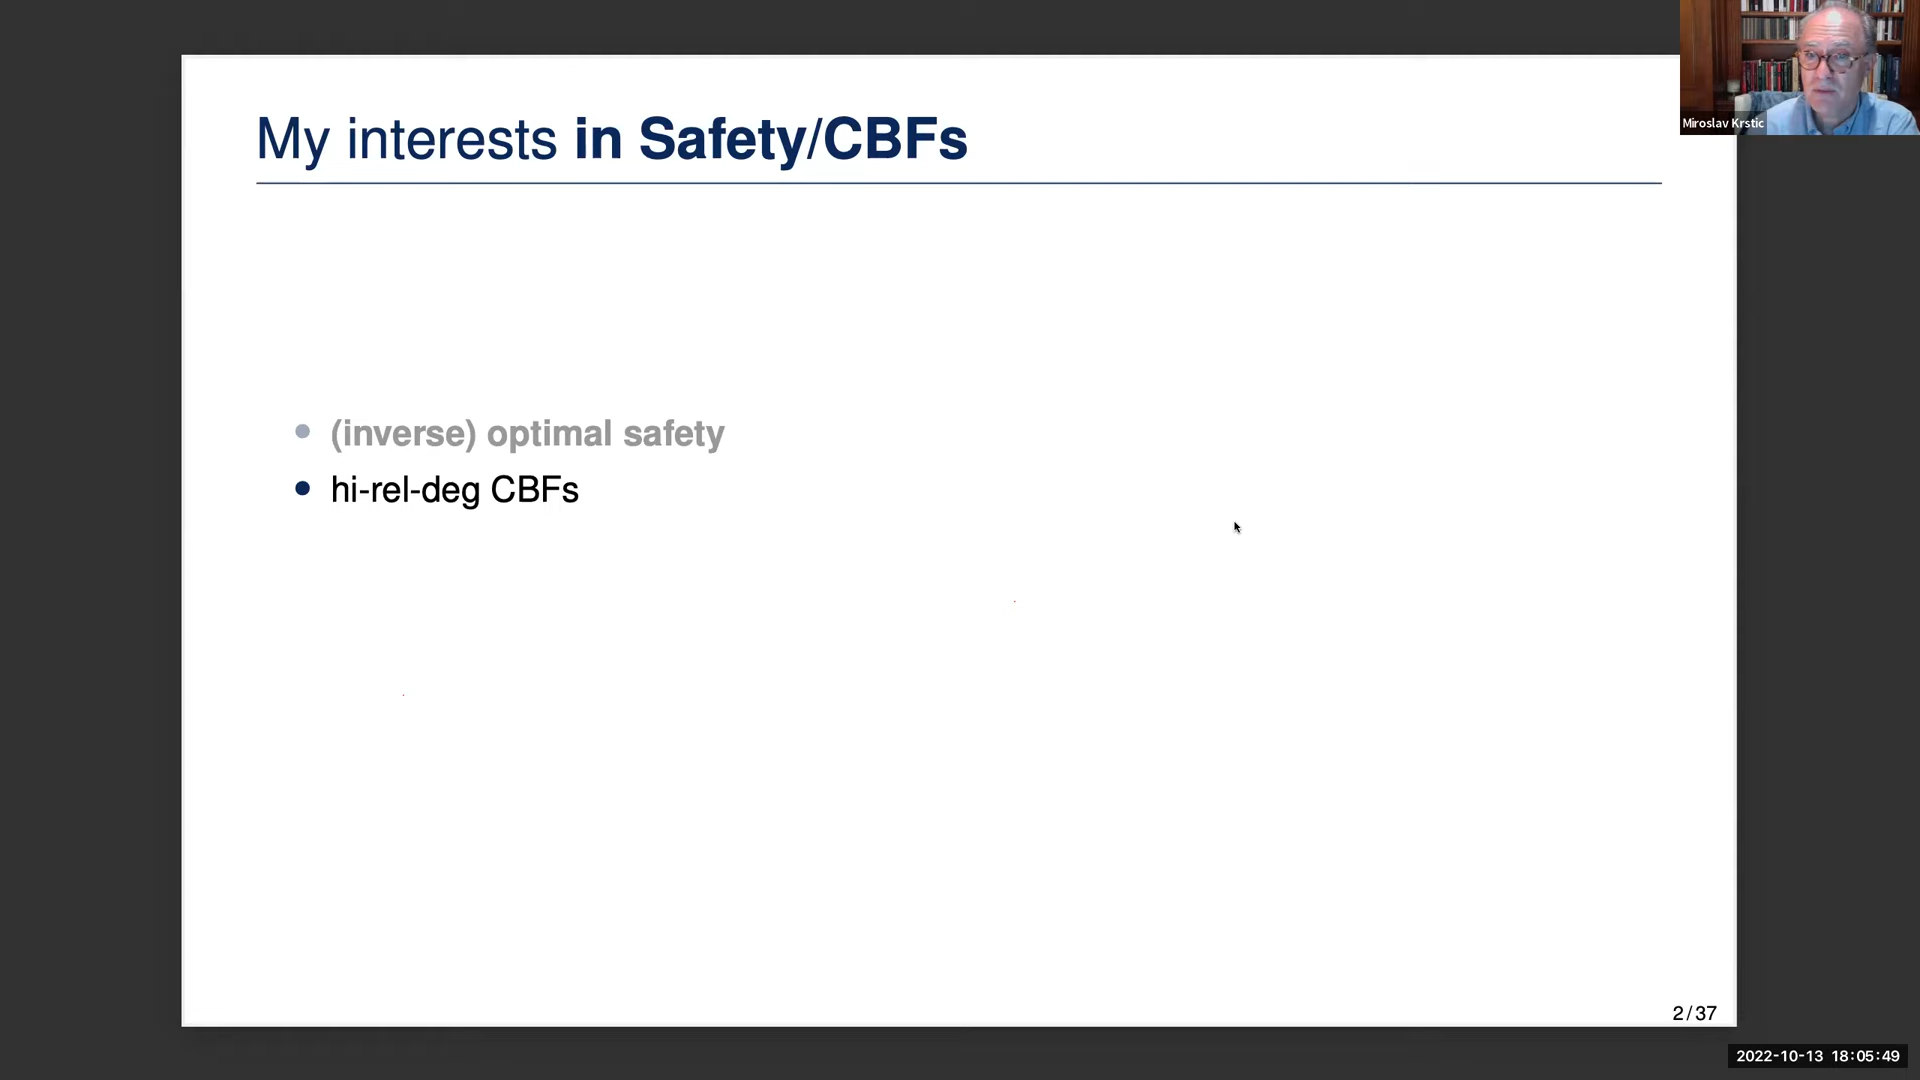 My interests in Safety/CBFs
Miroslav Krstic
(inverse) optimal safety
hi-rel-deg CBFs
2/37
2022-10-13 18:05:49